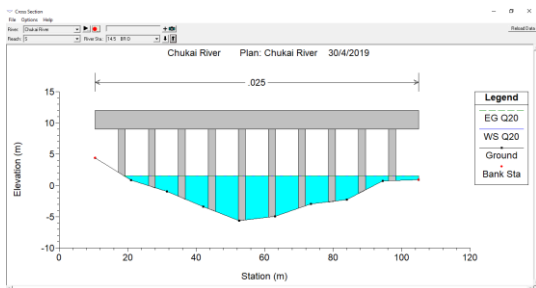 Cross Section
File Options Help
River: Chukai River
Reload Data
Reach: 0 River Sta.: 14.5 BR D
Chukai River Plan: Chukai River 30/4/2019
.025
Elevation (m)
15
10
5
0
-5
-10
0 20 40 60 80 100 120
Station (m)
Legend
EG Q20
WS Q20
Ground
Bank Sta